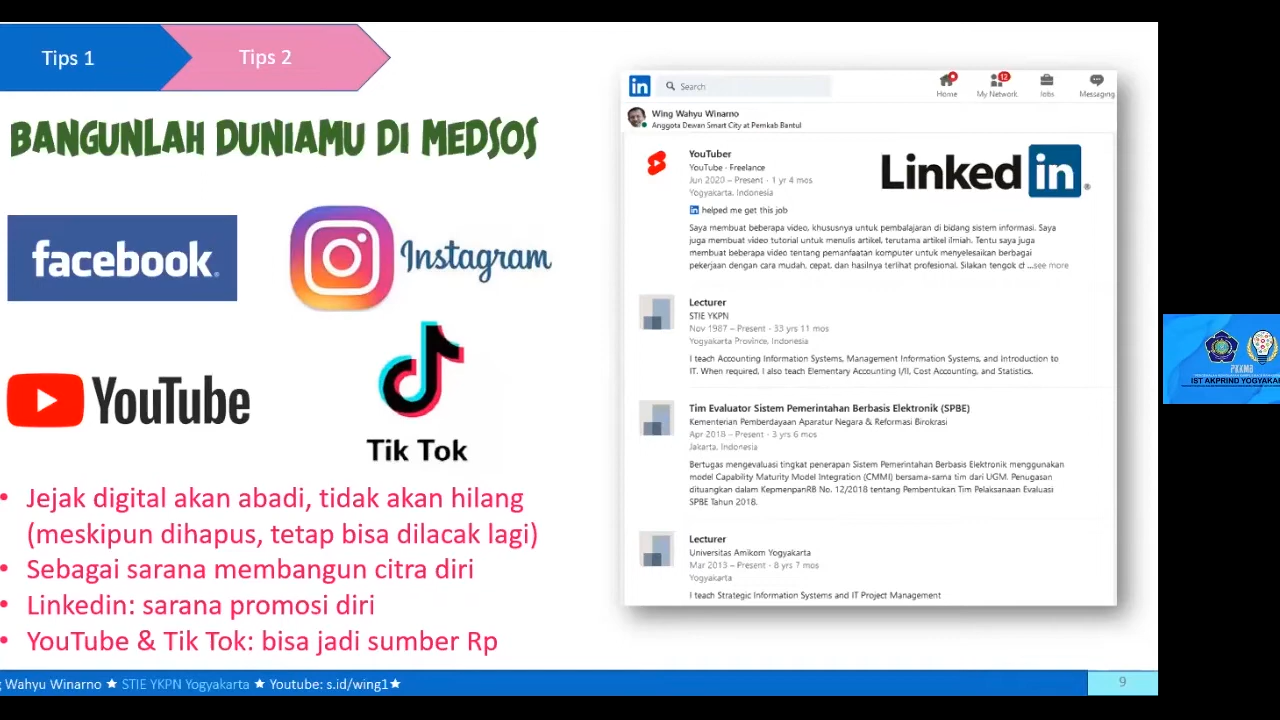 Tips 1
Tips 2
BANGUNLAH DUNIAMU DI MEDSOS
facebook.
Instagram
YouTube
Tik Tok
• Jejak digital akan abadi, tidak akan hilang
(meskipun dihapus, tetap bisa dilacak lagi)
• Sebagai sarana membangun citra diri
• Linkedin: sarana promosi diri
• YouTube & Tik Tok: bisa jadi sumber Rp
in
Search
12
Home
My Network
Jobs
Messaging
Wing Wahyu Winarno
Anggota Dewan Smart City at Pemkab Bantul
Linked in ®
YouTuber
YouTube · Freelance
Jun 2020 – Present · 1 yr 4 mos
Yogyakarta, Indonesia
in helped me get this job
Saya membuat beberapa video, khususnya untuk pembalajaran di bidang sistem informasi. Saya
juga membuat video tutorial untuk menulis artikel, terutama artikel ilmiah. Tentu saya juga
membuat beberapa video tentang pemanfaatan komputer untuk menyelesaikan berbagai
pekerjaan dengan cara mudah, cepat, dan hasilnya terlihat profesional. Silakan tengok ...see more
Lecturer
STIE YKPN
Nov 1987 – Present · 33 yrs 11 mos
Yogyakarta Province, Indonesia
I teach Accounting Information Systems, Management Information Systems, and Introduction to
IT. When required, I also teach Elementary Accounting I/II, Cost Accounting, and Statistics.
Tim Evaluator Sistem Pemerintahan Berbasis Elektronik (SPBE)
Kementerian Pemberdayaan Aparatur Negara & Reformasi Birokrasi
Apr 2018 – Present · 3 yrs 6 mos
Jakarta, Indonesia
Bertugas mengevaluasi tingkat penerapan Sistem Pemerintahan Berbasis Elektronik menggunakan
model Capability Maturity Model Integration (CMMI) bersama-sama tim dari UGM. Penugasan
dituangkan dalam KepmenpanRB No. 12/2018 tentang Pembentukan Tim Pelaksanaan Evaluasi
SPBE Tahun 2018.
Lecturer
Universitas Amikom Yogyakarta
Mar 2013 – Present · 8 yrs 7 mos
Yogyakarta
I teach Strategic Information Systems and IT Project Management
PKKMB
IST AKPRIND YOGYAKAR
g Wahyu Winarno ★ STIE YKPN Yogyakarta ★ Youtube: s.id/wing1★
9